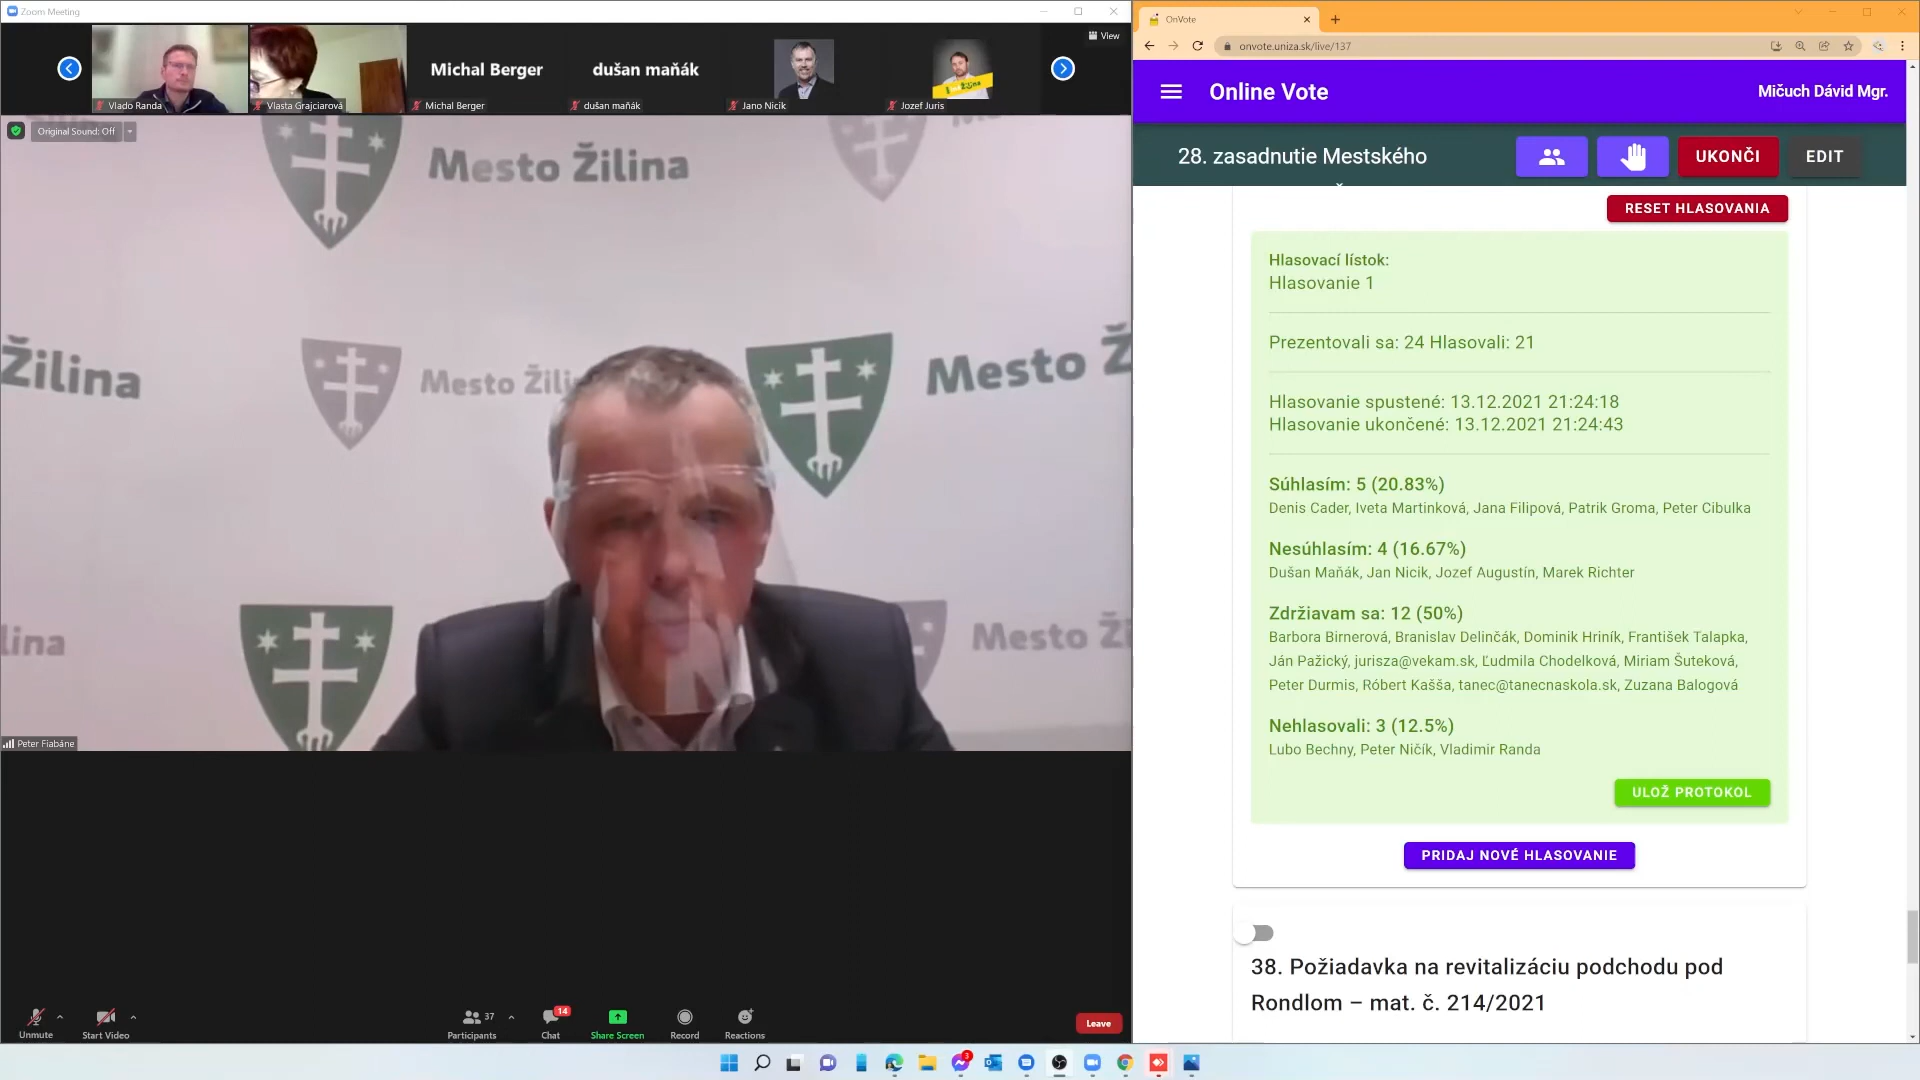 Zoom Meeting
View
Michal Berger
dušan maňák
Vlado Randa
Vlasta Grajciarová
Michal Berger
dušan maňák
Jano Nicík
Jozef Juris
Original Sound: Off
Mesto Žilina
Žilina
Mesto Žili
Mesto Ž
lina
Mesto Ži
Peter Fiabáne
Unmute
Start Video
37
Participants
14
Chat
Share Screen
Record
Reactions
Leave
OnVote
onvote.uniza.sk/live/137
Online Vote
Mičuch Dávid Mgr.
28. zasadnutie Mestského
UKONČI
EDIT
RESET HLASOVANIA
Hlasovací lístok:
Hlasovanie 1
Prezentovali sa: 24 Hlasovali: 21
Hlasovanie spustené: 13.12.2021 21:24:18
Hlasovanie ukončené: 13.12.2021 21:24:43
Súhlasím: 5 (20.83%)
Denis Cader, Iveta Martinková, Jana Filipová, Patrik Groma, Peter Cibulka
Nesúhlasím: 4 (16.67%)
Dušan Maňák, Jan Nicik, Jozef Augustín, Marek Richter
Zdržiavam sa: 12 (50%)
Barbora Birnerová, Branislav Delinčák, Dominik Hriník, František Talapka,
Ján Pažický, jurisza@vekam.sk, Ľudmila Chodelková, Miriam Šuteková,
Peter Durmis, Róbert Kašša, tanec@tanecnaskola.sk, Zuzana Balogová
Nehlasovali: 3 (12.5%)
Lubo Bechny, Peter Ničík, Vladimir Randa
ULOŽ PROTOKOL
PRIDAJ NOVÉ HLASOVANIE
38. Požiadavka na revitalizáciu podchodu pod
Rondlom – mat. č. 214/2021
3